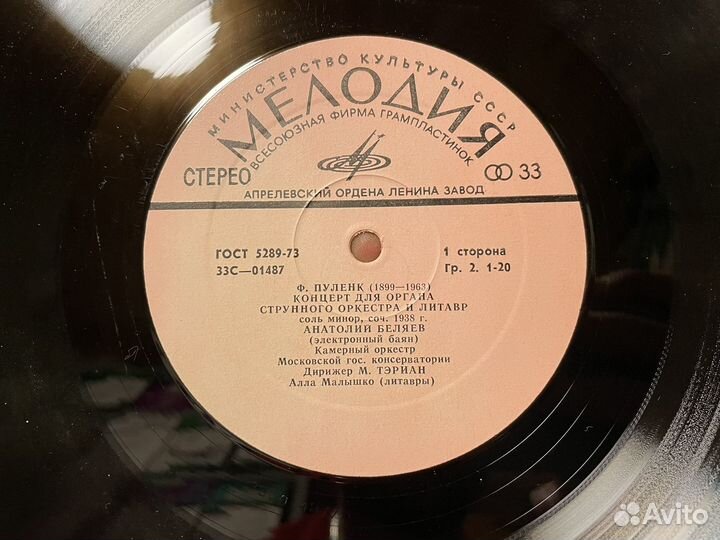 МИНИСТЕРСТВО КУЛЬТУРЫ СССР
МЕЛОДИЯ
ВСЕСОЮЗНАЯ ФИРМА ГРАМПЛАСТИНОК
СТЕРЕО 33
АПРЕЛЕВСКИЙ ОРДЕНА ЛЕНИНА ЗАВОД
ГОСТ 5289-73 1 сторона
33С—01487 Гр. 2. 1-20
Ф. ПУЛЕНК (1899—1963)
КОНЦЕРТ ДЛЯ ОРГАНА
СТРУННОГО ОРКЕСТРА И ЛИТАВР
соль минор, соч. 1938 г.
АНАТОЛИЙ БЕЛЯЕВ
(электронный баян)
Камерный оркестр
Московской гос. консерватории
Дирижер М. ТЭРИАН
Алла Малышко (литавры)
Avito